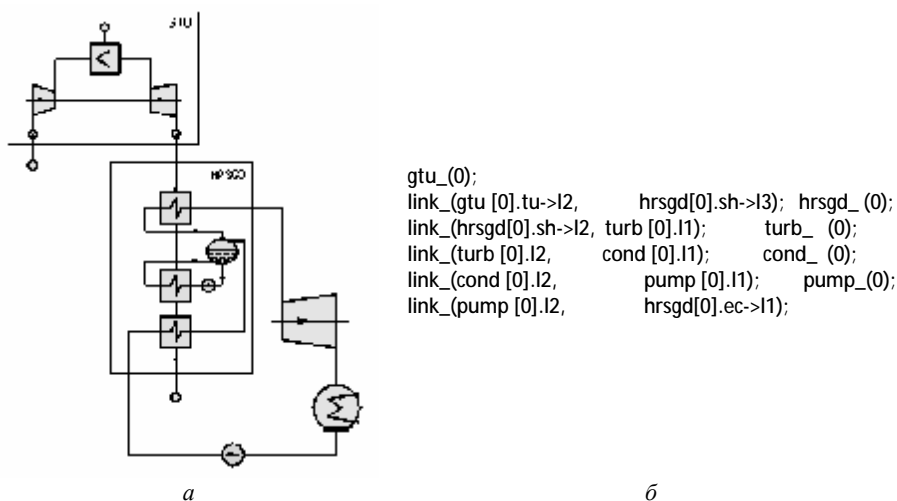 gtu_(0);
link_(gtu [0].tu->l2, hrsgd[0].sh->l3); hrsgd_ (0);
link_(hrsgd[0].sh->l2, turb [0].l1); turb_ (0);
link_(turb [0].l2, cond [0].l1); cond_ (0);
link_(cond [0].l2, pump [0].l1); pump_(0);
link_(pump [0].l2, hrsgd[0].ec->l1);
а
б